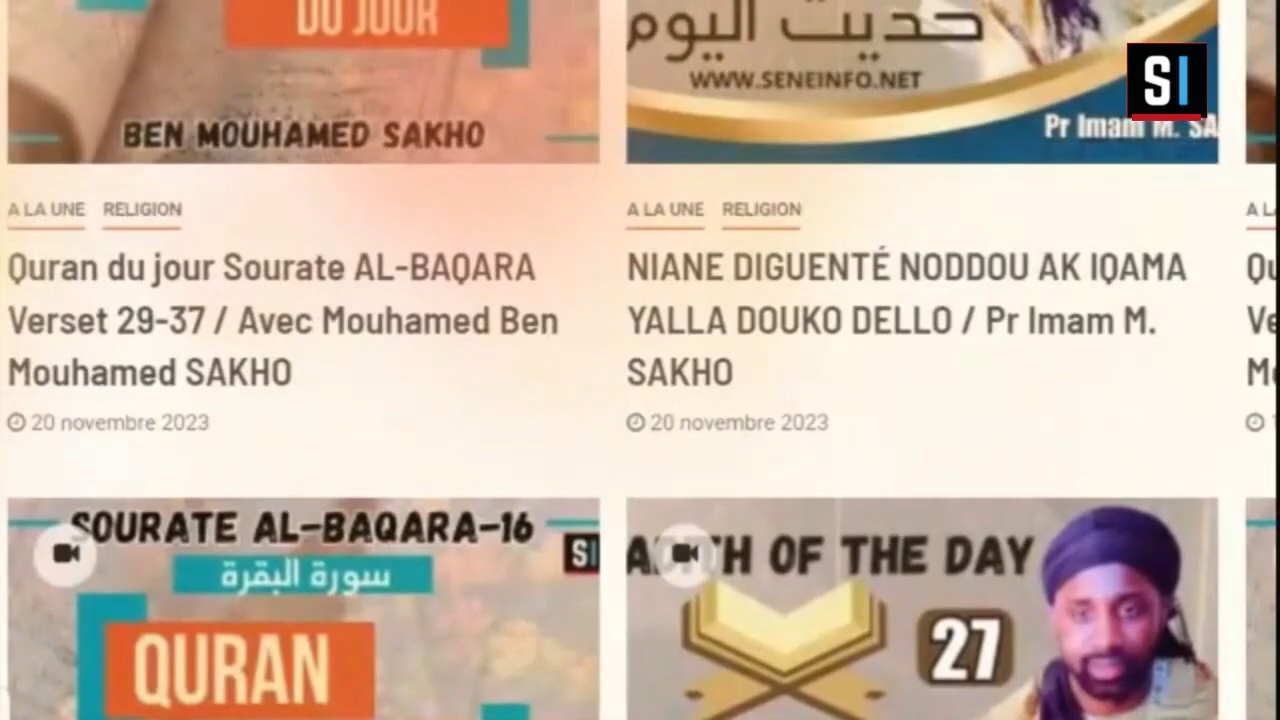 DU JOUR
BEN MOUHAMED SAKHO
حديث اليوم
WWW.SENEINFO.NET
Pr Imam M. SA
SI
A LA UNE RELIGION
Quran du jour Sourate AL-BAQARA
Verset 29-37 / Avec Mouhamed Ben
Mouhamed SAKHO
20 novembre 2023
A LA UNE RELIGION
NIANE DIGUENTÉ NODDOU AK IQAMA
YALLA DOUKO DELLO / Pr Imam M.
SAKHO
20 novembre 2023
SOURATE AL-BAQARA-16
سورة البقرة
SI
QURAN
OF THE DAY
27